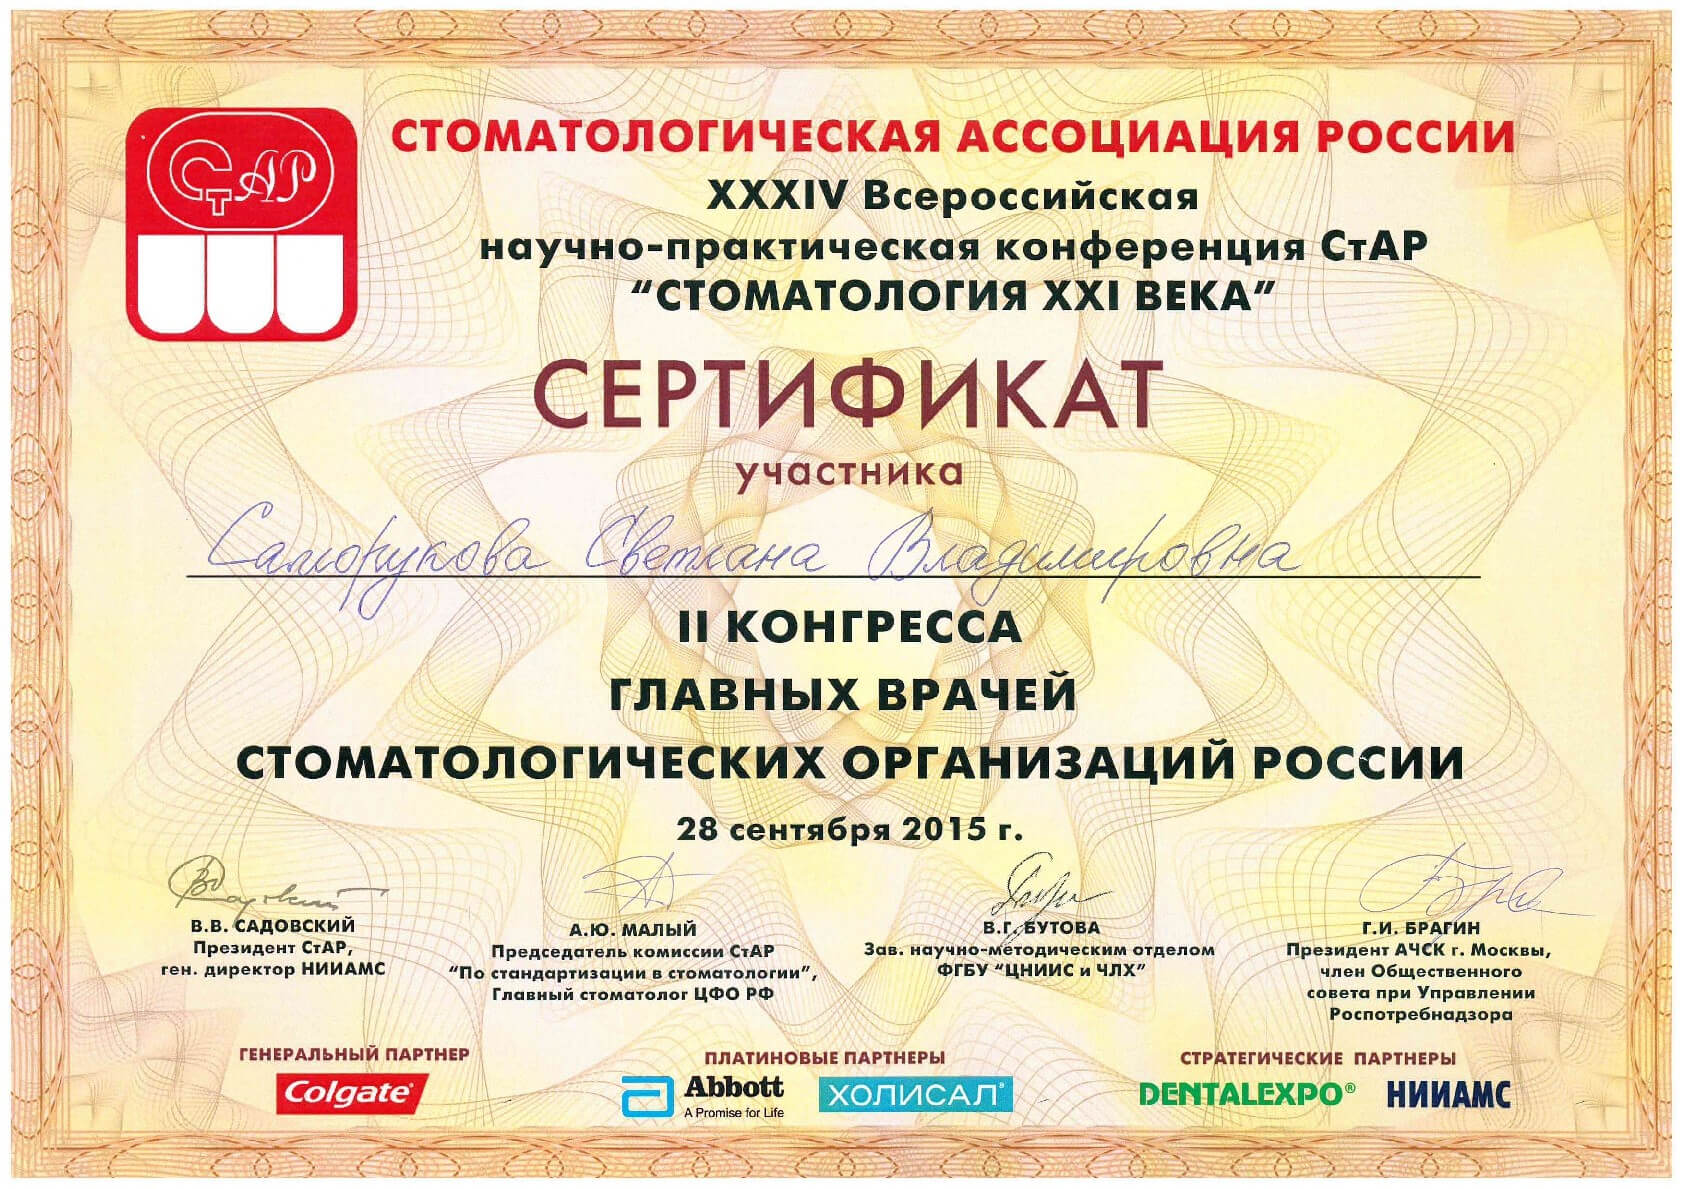 СтАР
СТОМАТОЛОГИЧЕСКАЯ АССОЦИАЦИЯ РОССИИ
XXXIV Всероссийская
научно-практическая конференция СтАР
“СТОМАТОЛОГИЯ XXI ВЕКА”
СЕРТИФИКАТ
участника
Саморукова Светлана Владимировна
II КОНГРЕССА
ГЛАВНЫХ ВРАЧЕЙ
СТОМАТОЛОГИЧЕСКИХ ОРГАНИЗАЦИЙ РОССИИ
28 сентября 2015 г.
В.В. САДОВСКИЙ
Президент СтАР,
ген. директор НИИАМС
А.Ю. МАЛЫЙ
Председатель комиссии СтАР
“По стандартизации в стоматологии”,
Главный стоматолог ЦФО РФ
В.Г. БУТОВА
Зав. научно-методическим отделом
ФГБУ “ЦНИИС и ЧЛХ”
Г.И. БРАГИН
Президент АЧСК г. Москвы,
член Общественного
совета при Управлении
Роспотребнадзора
ГЕНЕРАЛЬНЫЙ ПАРТНЕР
Colgate®
ПЛАТИНОВЫЕ ПАРТНЕРЫ
Abbott
A Promise for Life
ХОЛИСАЛ®
СТРАТЕГИЧЕСКИЕ ПАРТНЕРЫ
DENTALEXPO®
НИИАМС